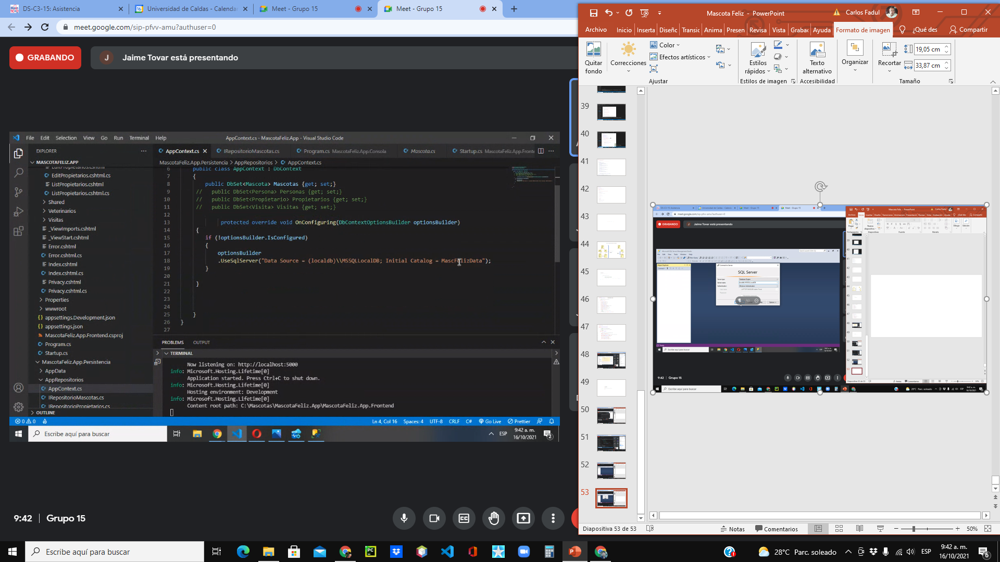 DS-C3-15: Asistencia
Universidad de Caldas - Calendar
Meet - Grupo 15
Meet - Grupo 15
meet.google.com/sip-pfvv-amu?authuser=0
GRABANDO
J
Jaime Tovar está presentando
File Edit Selection View Go Run Terminal Help
AppContext.cs - MascotaFeliz.App - Visual Studio Code
EXPLORER
MASCOTAFELIZ.APP
EditPropietarios.cshtml
EditPropietarios.cshtml.cs
ListPropietarios.cshtml
ListPropietarios.cshtml.cs
Shared
Veterinarios
Visitas
_ViewImports.cshtml
_ViewStart.cshtml
Error.cshtml
Error.cshtml.cs
Index.cshtml
Index.cshtml.cs
Privacy.cshtml
Privacy.cshtml.cs
Properties
wwwroot
appsettings.Development.json
appsettings.json
MascotaFeliz.App.Frontend.csproj
Program.cs
Startup.cs
MascotaFeliz.App.Persistencia
AppData
AppRepositorios
AppContext.cs
IRepositorioMascotas.cs
IRepositorioPropietarios.cs
OUTLINE
AppContext.cs
IRepositorioMascotas.cs
Program.cs MascotaFeliz.App.Consola
Mascota.cs
Startup.cs MascotaFeliz.App.Fronte
MascotaFeliz.App.Persistencia > AppRepositorios > AppContext.cs
6 public class AppContext : DbContext
7 {
8 public DbSet<Mascota> Mascotas {get; set;}
9 // public DbSet<Persona> Personas {get; set;}
10 // public DbSet<Propietario> Propietarios {get; set;}
11 // public DbSet<Visita> Visitas {get; set;}
12
13 protected override void OnConfiguring(DbContextOptionsBuilder optionsBuilder)
14 {
15 if (!optionsBuilder.IsConfigured)
16 {
17 optionsBuilder
18 .UseSqlServer("Data Source = (localdb)\\MSSQLLocalDB; Initial Catalog = MascFelizData");
19 }
20
21 }
22
23
24
25 }
26 }
27
PROBLEMS OUTPUT
TERMINAL
Now listening on: http://localhost:5000
info: Microsoft.Hosting.Lifetime[0]
Application started. Press Ctrl+C to shut down.
info: Microsoft.Hosting.Lifetime[0]
Hosting environment: Development
info: Microsoft.Hosting.Lifetime[0]
Content root path: C:\Mascotas\MascotaFeliz.App\MascotaFeliz.App.Frontend
0 0
Ln 4, Col 16 Spaces: 4 UTF-8 CRLF C# Go Live Prettier
Escribe aquí para buscar
ESP
9:42 a. m.
16/10/2021
2
9:42 | Grupo 15
Mascota Feliz - PowerPoint
Carlos Fadul
Archivo Inicio Inserta Diseñc Transic Anima Presen Revisa Vista Grabac Ayuda Formato de imagen ¿Qué des Compartir
Quitar fondo
Correcciones
Color
Efectos artísticos
Ajustar
Estilos rápidos
Estilos de imagen
Texto alternativo
Accesibilidad
Organizar
Recortar
19,05 cm
33,87 cm
Tamaño
39
40
41
42
43
44
45
46
47
48
49
50
51
52
53
GRABANDO
Jaime Tovar está presentando
SQL Server
9:42 Grupo 15
Escribe aquí para buscar
Diapositiva 53 de 53
Notas
Comentarios
50%
Escribe aquí para buscar
28°C Parc. soleado
ESP
9:42 a. m.
16/10/2021
6